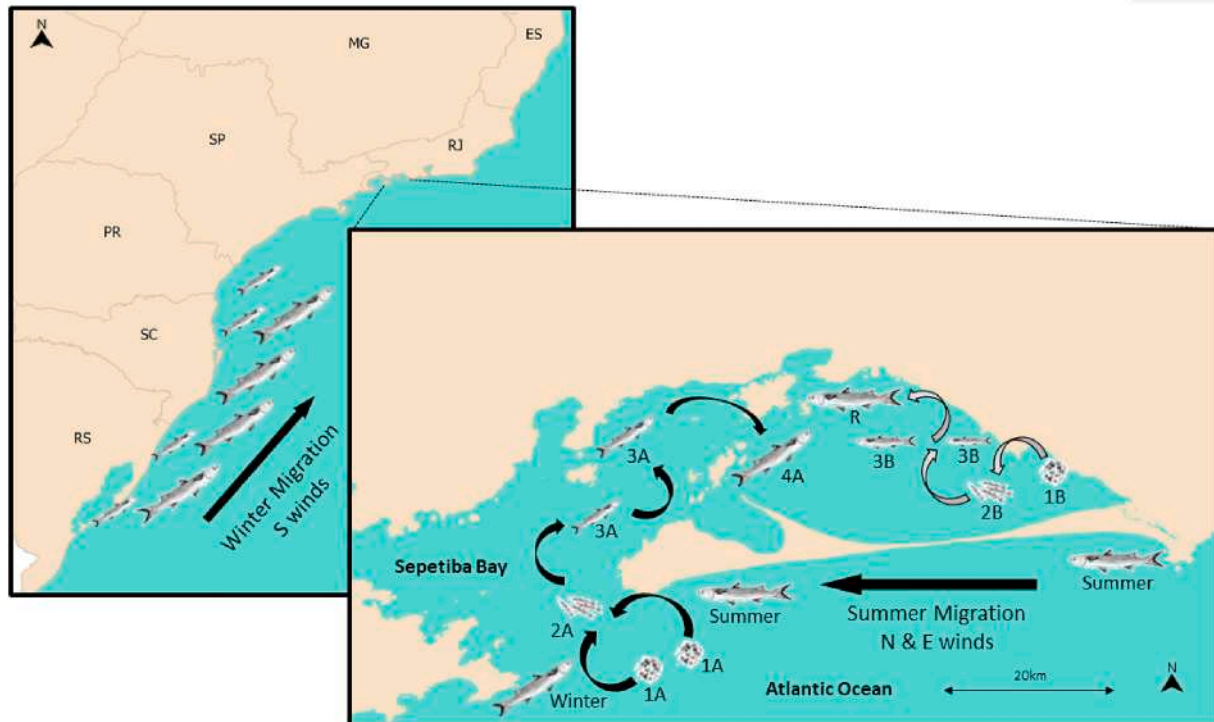 N
MG
ES
SP
RJ
PR
SC
RS
Winter Migration
S winds
R
3A
4A
3B
3B
2B
1B
3A
Sepetiba Bay
Summer
Summer
2A
Summer Migration
N & E winds
1A
1A
Winter
Atlantic Ocean
20km
N